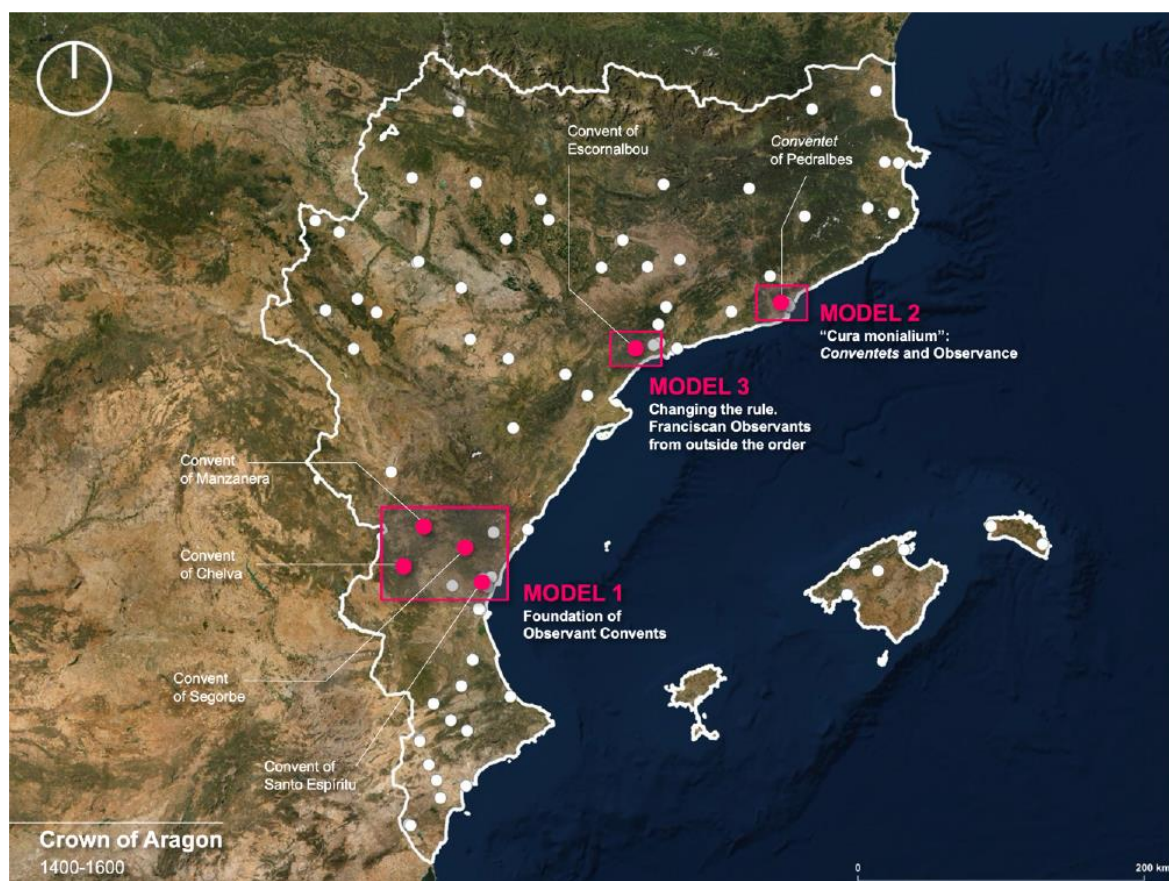 Convent of
Escornalbou
Conventet
of Pedralbes
MODEL 2
“Cura monialium”:
Conventets and Observance
MODEL 3
Changing the rule.
Franciscan Observants
from outside the order
Convent
of Manzanera
Convent
of Chelva
MODEL 1
Foundation of
Observant Convents
Convent
of Segorbe
Convent of
Santo Espíritu
Crown of Aragon
1400-1600
0
200 km